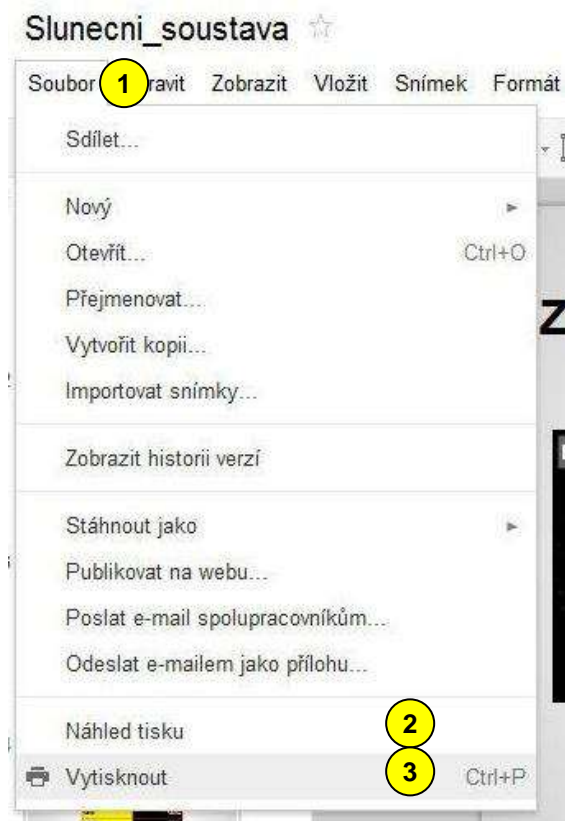 Slunecni_soustava
Soubor 1 ravit Zobrazit Vložit Snímek Formát
Sdílet...
Nový
Otevřít... Ctrl+O
Přejmenovat...
Vytvořit kopii...
Importovat snímky...
Zobrazit historii verzí
Stáhnout jako
Publikovat na webu...
Poslat e-mail spolupracovníkům...
Odeslat e-mailem jako přílohu...
Náhled tisku 2
Vytisknout 3 Ctrl+P
Z